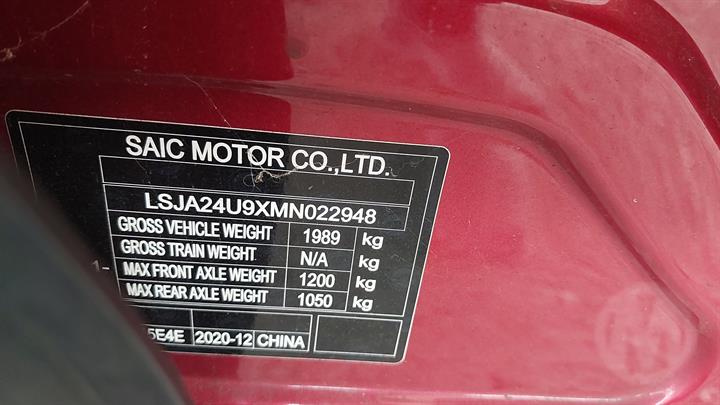 SAIC MOTOR CO.,LTD.
LSJA24U9XMN022948
GROSS VEHICLE WEIGHT 1989 kg
GROSS TRAIN WEIGHT N/A kg
1- MAX FRONT AXLE WEIGHT 1200 kg
MAX REAR AXLE WEIGHT 1050 kg
5E4E 2020-12 CHINA